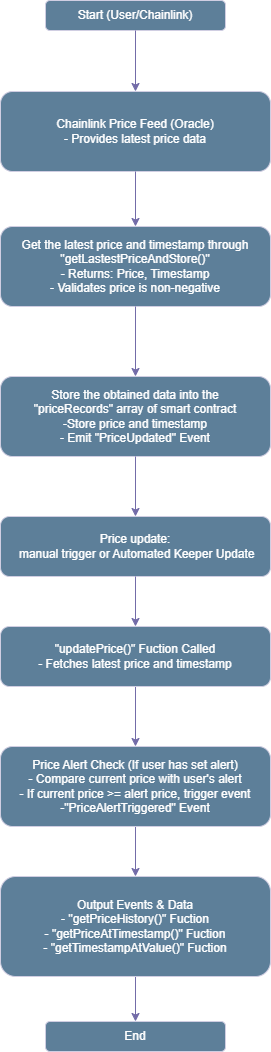 Start (User/Chainlink)
Chainlink Price Feed (Oracle)
- Provides latest price data
Get the latest price and timestamp through
"getLastestPriceAndStore()"
- Returns: Price, Timestamp
- Validates price is non-negative
Store the obtained data into the
"priceRecords" array of smart contract
-Store price and timestamp
- Emit "PriceUpdated" Event
Price update:
manual trigger or Automated Keeper Update
"updatePrice()" Fuction Called
- Fetches latest price and timestamp
Price Alert Check (If user has set alert)
- Compare current price with user's alert
- If current price >= alert price, trigger event
-"PriceAlertTriggered" Event
Output Events & Data
- "getPriceHistory()" Fuction
- "getPriceAtTimestamp()" Fuction
- "getTimestampAtValue()" Fuction
End